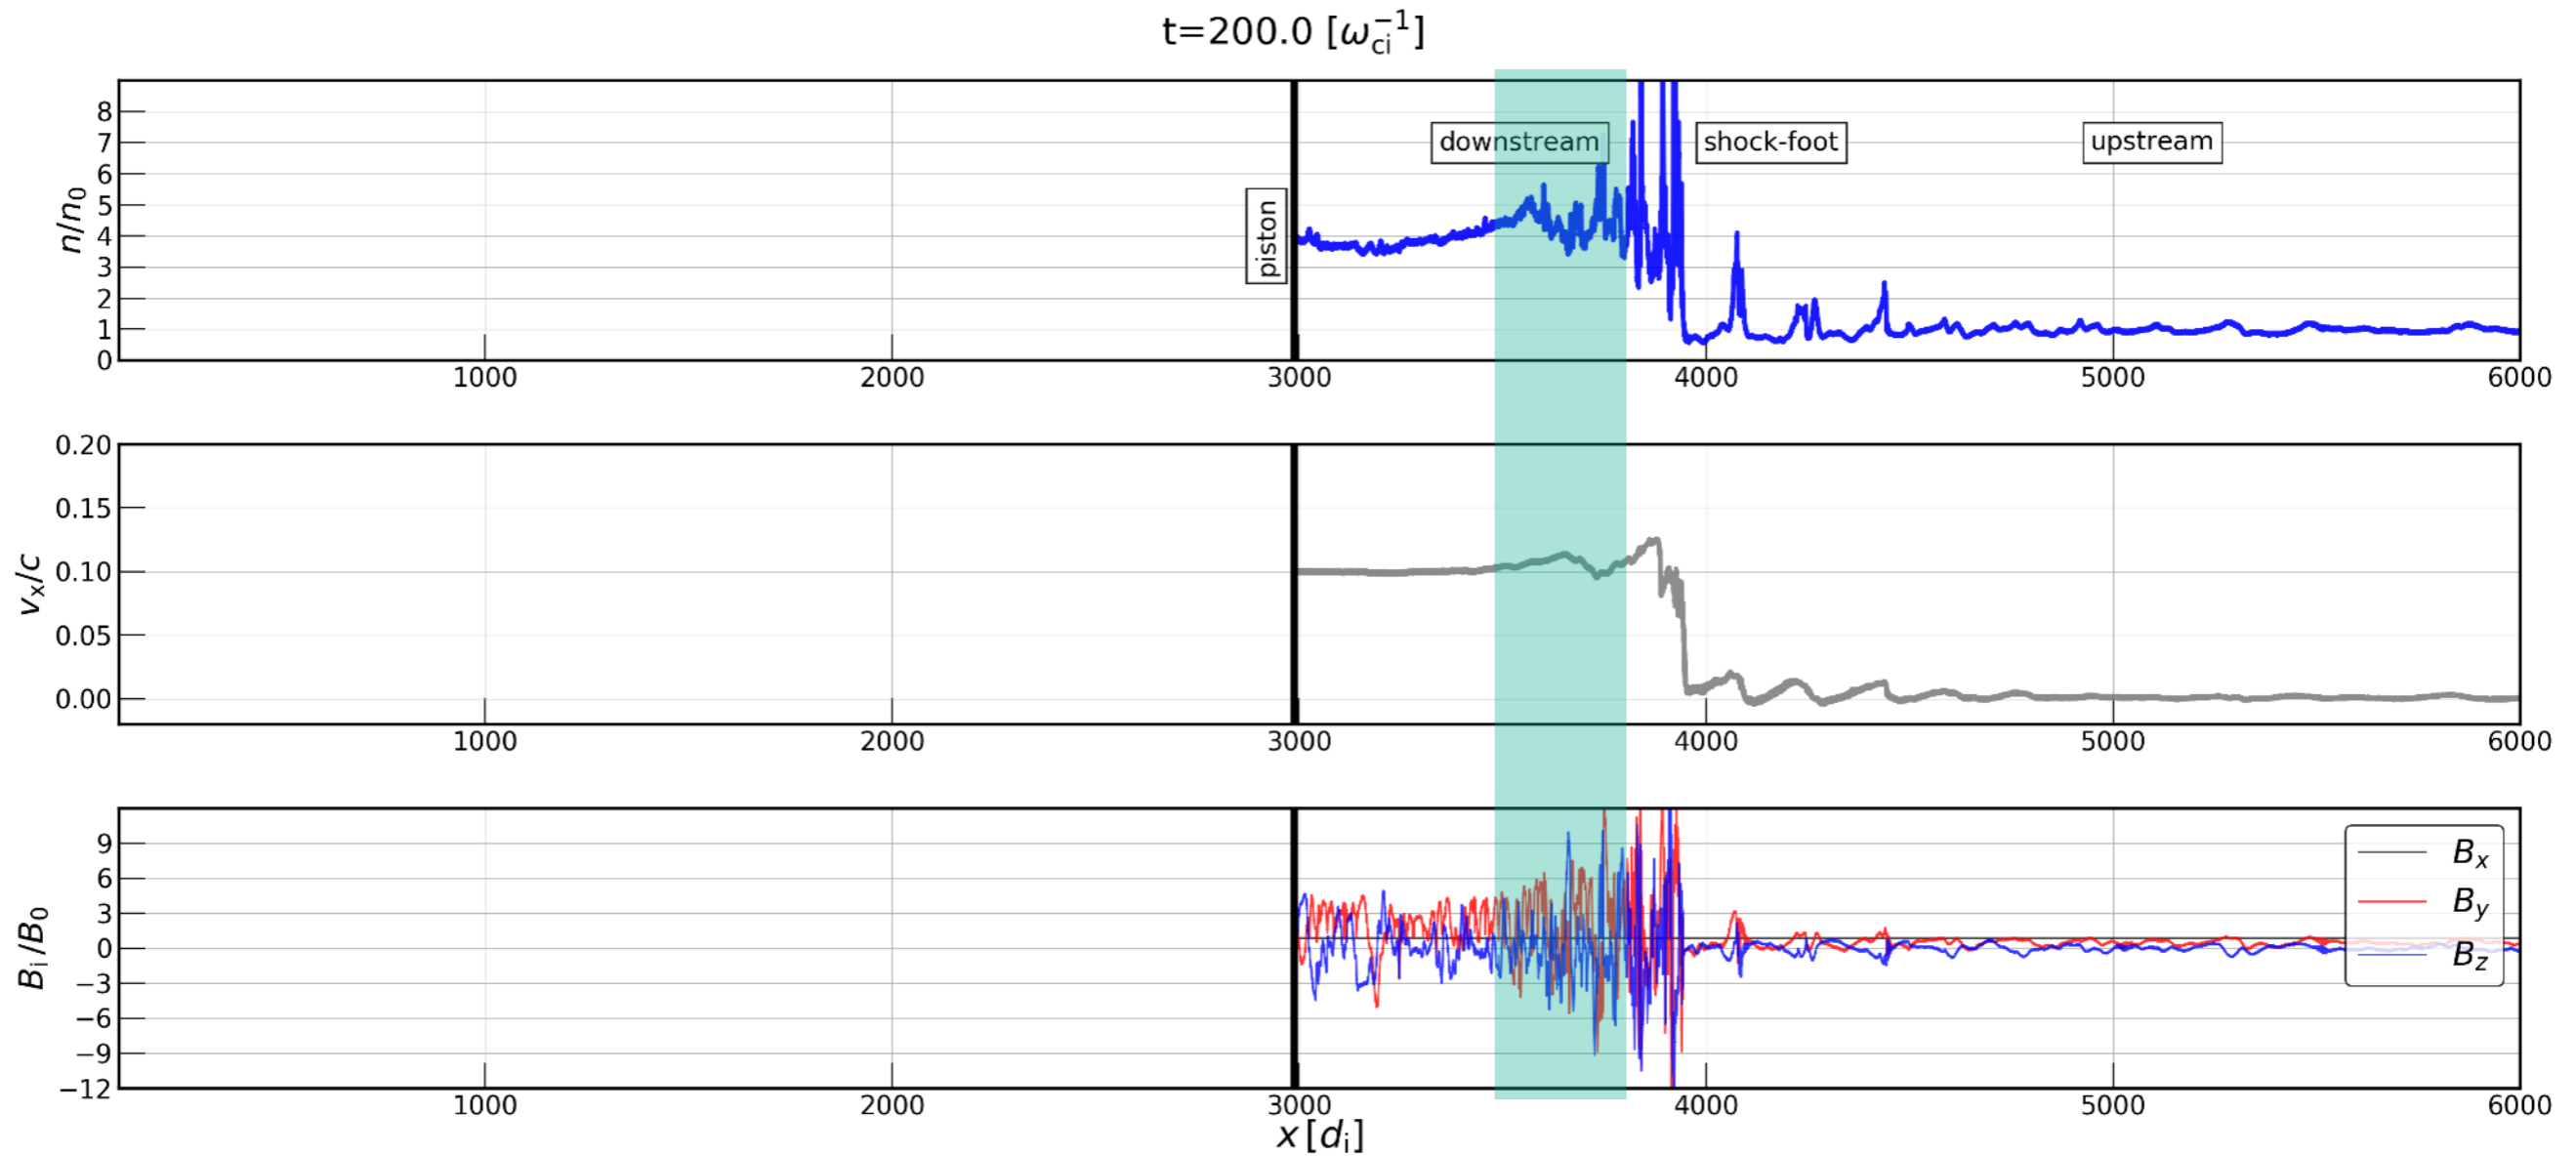 t=200.0 [ω_ci^−1]
n/n₀
8
7
6
5
4
3
2
1
0
piston
downstream
shock-foot
upstream
1000 2000 3000 4000 5000 6000
v_x/c
0.20
0.15
0.10
0.05
0.00
1000 2000 3000 4000 5000 6000
B_i/B₀
9
6
3
0
−3
−6
−9
−12
B_x
B_y
B_z
1000 2000 3000 4000 5000 6000
x [d_i]